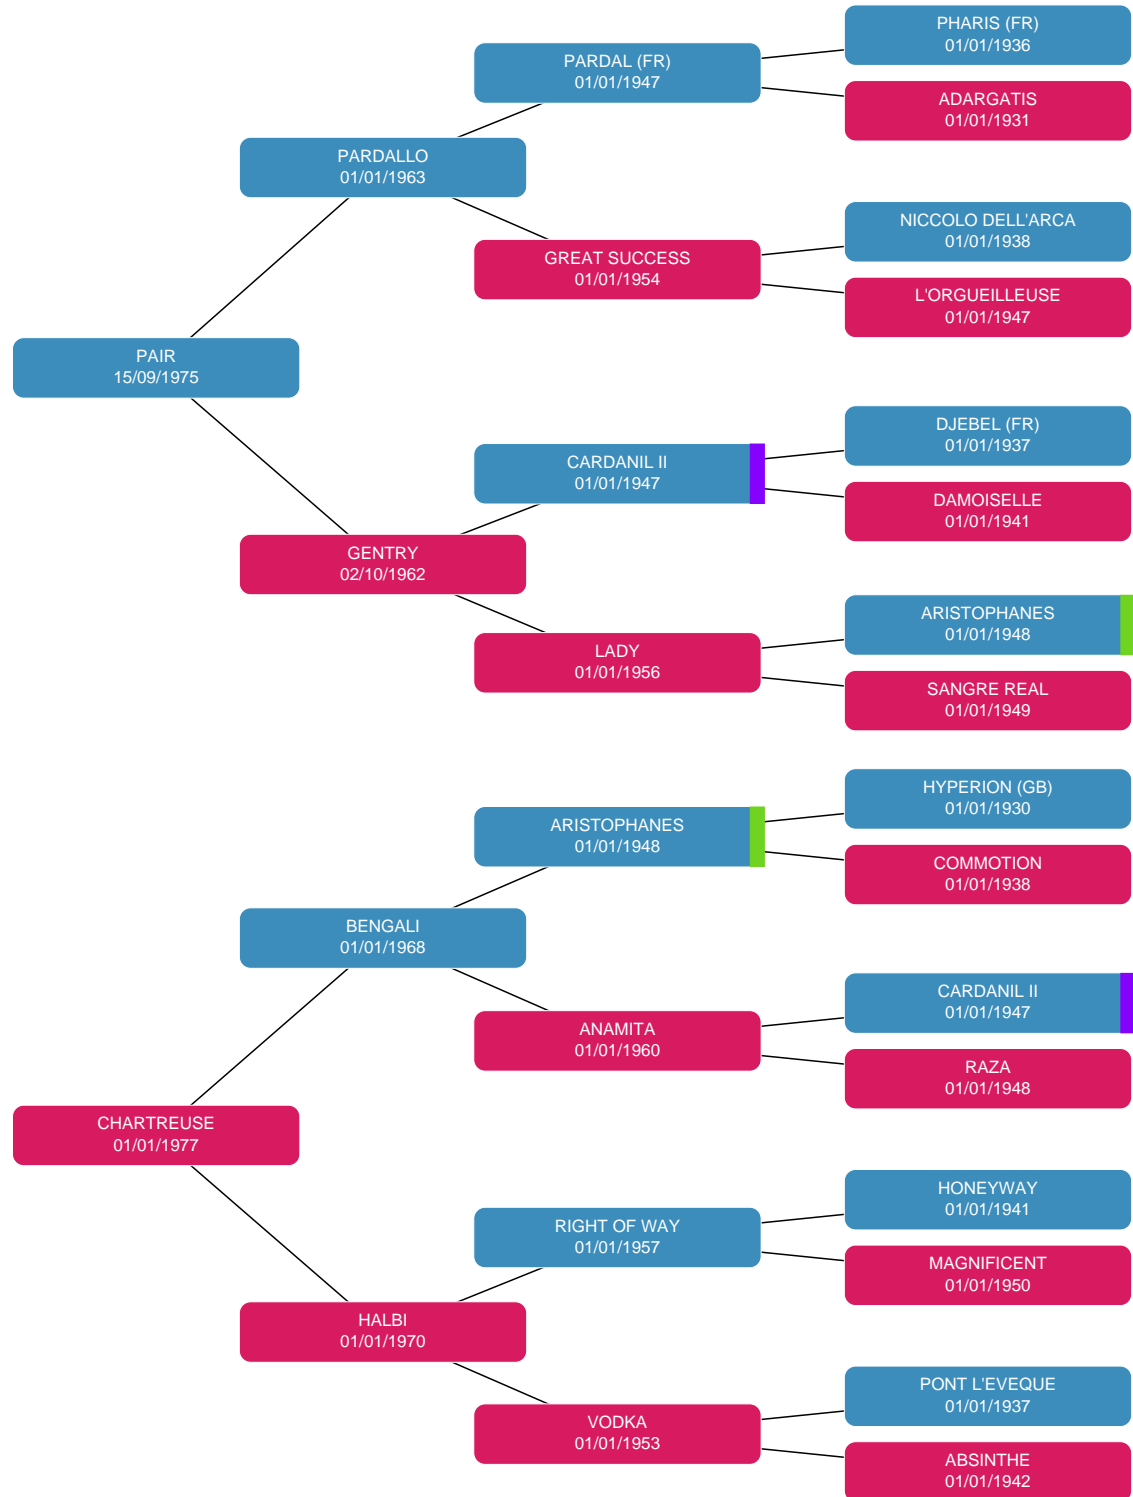 PHARIS (FR)
01/01/1936
PARDAL (FR)
01/01/1947
ADARGATIS
01/01/1931
PARDALLO
01/01/1963
NICCOLO DELL'ARCA
01/01/1938
GREAT SUCCESS
01/01/1954
L'ORGUEILLEUSE
01/01/1947
PAIR
15/09/1975
DJEBEL (FR)
01/01/1937
CARDANIL II
01/01/1947
DAMOISELLE
01/01/1941
GENTRY
02/10/1962
ARISTOPHANES
01/01/1948
LADY
01/01/1956
SANGRE REAL
01/01/1949
HYPERION (GB)
01/01/1930
ARISTOPHANES
01/01/1948
COMMOTION
01/01/1938
BENGALI
01/01/1968
CARDANIL II
01/01/1947
ANAMITA
01/01/1960
RAZA
01/01/1948
CHARTREUSE
01/01/1977
HONEYWAY
01/01/1941
RIGHT OF WAY
01/01/1957
MAGNIFICENT
01/01/1950
HALBI
01/01/1970
PONT L'EVEQUE
01/01/1937
VODKA
01/01/1953
ABSINTHE
01/01/1942